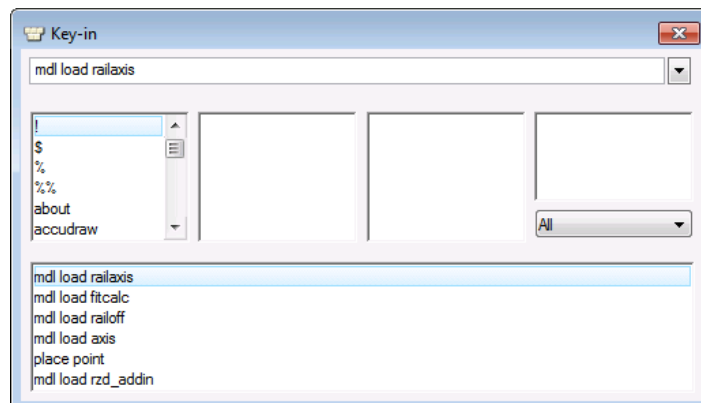 Key-in
mdl load railaxis
!
$
%
%%
about
accudraw
All
mdl load railaxis
mdl load fitcalc
mdl load railoff
mdl load axis
place point
mdl load rzd_addin